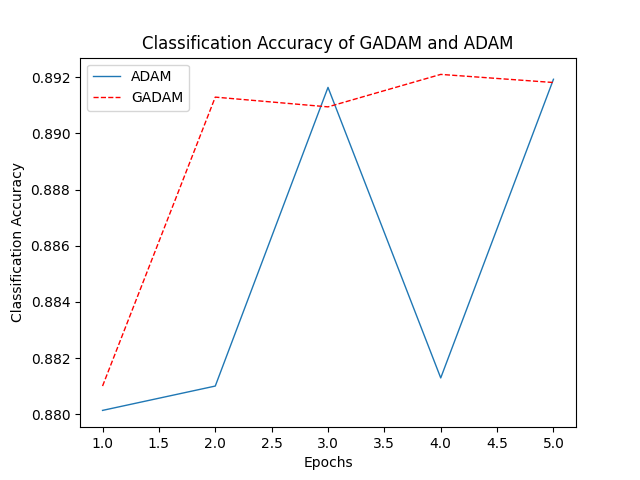 Classification Accuracy of GADAM and ADAM
ADAM
GADAM
Classification Accuracy
0.892
0.890
0.888
0.886
0.884
0.882
0.880
1.0 1.5 2.0 2.5 3.0 3.5 4.0 4.5 5.0
Epochs